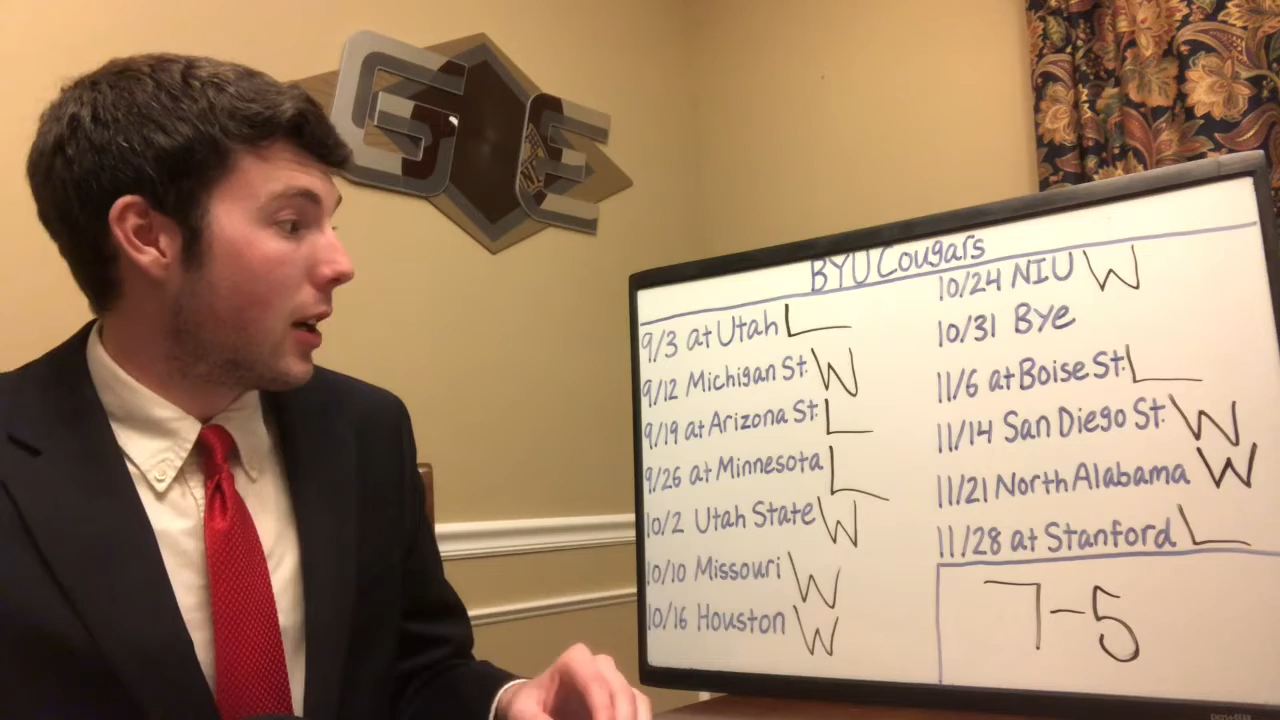 GE
BYU Cougars
9/3 at Utah L
9/12 Michigan St. W
9/19 at Arizona St. L
9/26 at Minnesota L
10/2 Utah State W
10/10 Missouri W
10/16 Houston W
10/24 NIU W
10/31 Bye
11/6 at Boise St. L
11/14 San Diego St. W
11/21 North Alabama W
11/28 at Stanford L
7-5